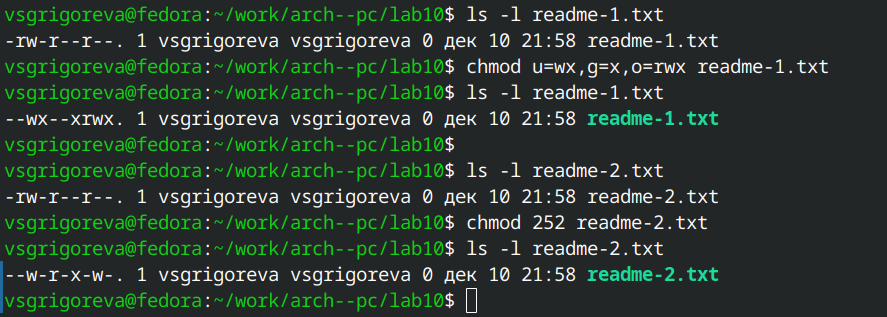 vsgrigoreva@fedora:~/work/arch--pc/lab10$ ls -l readme-1.txt
-rw-r--r--. 1 vsgrigoreva vsgrigoreva 0 дек 10 21:58 readme-1.txt
vsgrigoreva@fedora:~/work/arch--pc/lab10$ chmod u=wx,g=x,o=rwx readme-1.txt
vsgrigoreva@fedora:~/work/arch--pc/lab10$ ls -l readme-1.txt
--wx--xrwx. 1 vsgrigoreva vsgrigoreva 0 дек 10 21:58 readme-1.txt
vsgrigoreva@fedora:~/work/arch--pc/lab10$
vsgrigoreva@fedora:~/work/arch--pc/lab10$ ls -l readme-2.txt
-rw-r--r--. 1 vsgrigoreva vsgrigoreva 0 дек 10 21:58 readme-2.txt
vsgrigoreva@fedora:~/work/arch--pc/lab10$ chmod 252 readme-2.txt
vsgrigoreva@fedora:~/work/arch--pc/lab10$ ls -l readme-2.txt
--w-r-x-w-. 1 vsgrigoreva vsgrigoreva 0 дек 10 21:58 readme-2.txt
vsgrigoreva@fedora:~/work/arch--pc/lab10$